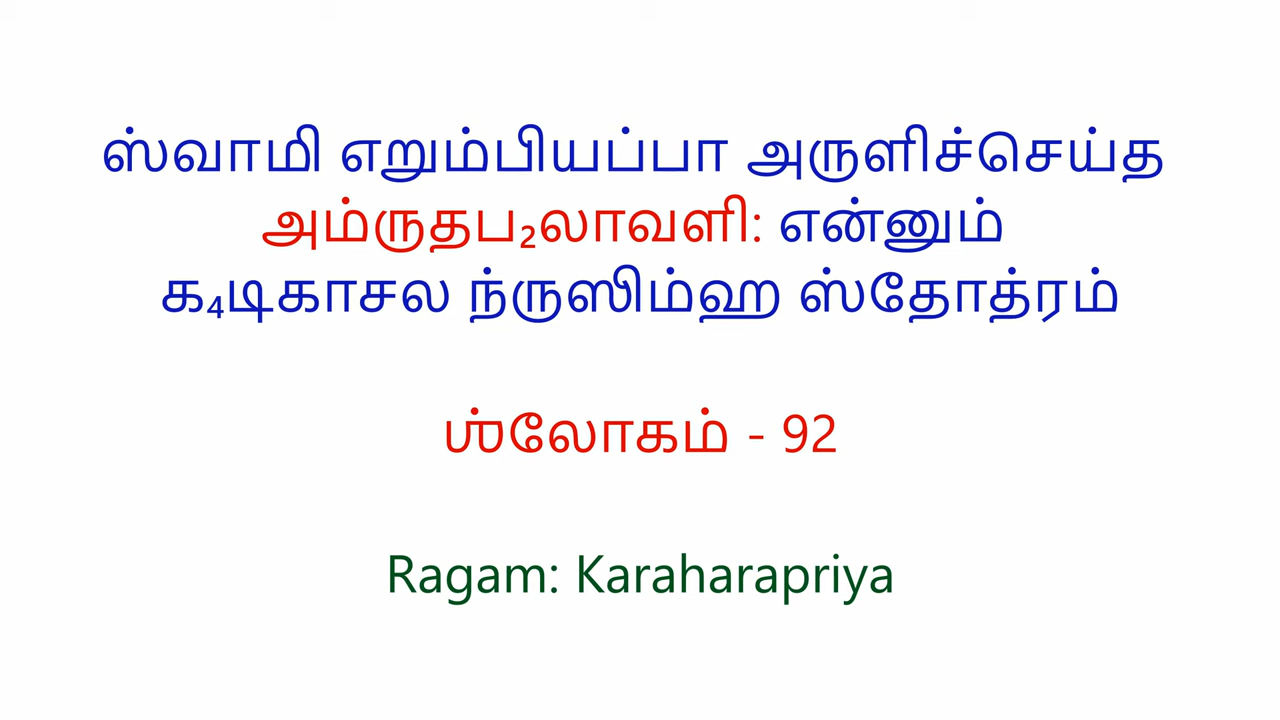 ஸ்வாமி எறும்பியப்பா அருளிச்செய்த
அம்ருதப₂லாவளி: என்னும்
க₄டிகாசல ந்ருஸிம்ஹ ஸ்தோத்ரம்
ஶ்லோகம் - 92
Ragam: Karaharapriya